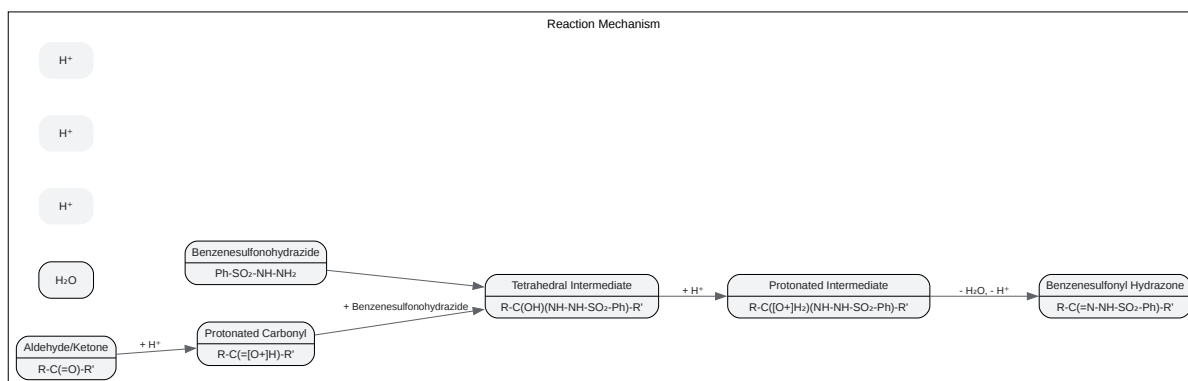 Reaction Mechanism
H⁺
H⁺
H⁺
H₂O
Benzenesulfonohydrazide
Ph-SO₂-NH-NH₂
Aldehyde/Ketone
R-C(=O)-R'
+ H⁺
Protonated Carbonyl
R-C(=[O+]H)-R'
+ Benzenesulfonohydrazide
Tetrahedral Intermediate
R-C(OH)(NH-NH-SO₂-Ph)-R'
+ H⁺
Protonated Intermediate
R-C([O+]H₂)(NH-NH-SO₂-Ph)-R'
- H₂O, - H⁺
Benzenesulfonyl Hydrazone
R-C(=N-NH-SO₂-Ph)-R'